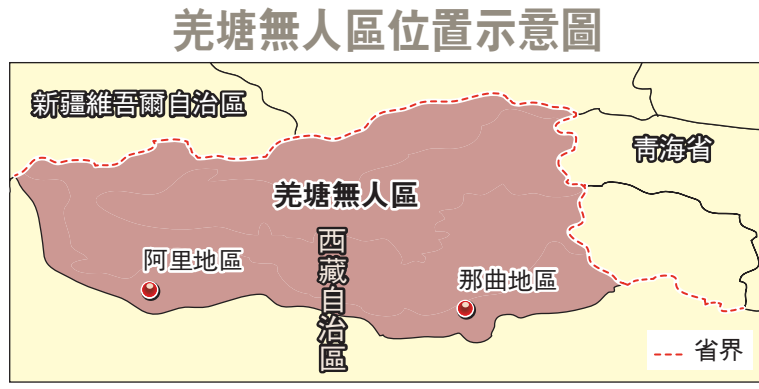 羌塘無人區位置示意圖
新疆維吾爾自治區
青海省
羌塘無人區
西藏自治區
阿里地區
那曲地區
省界